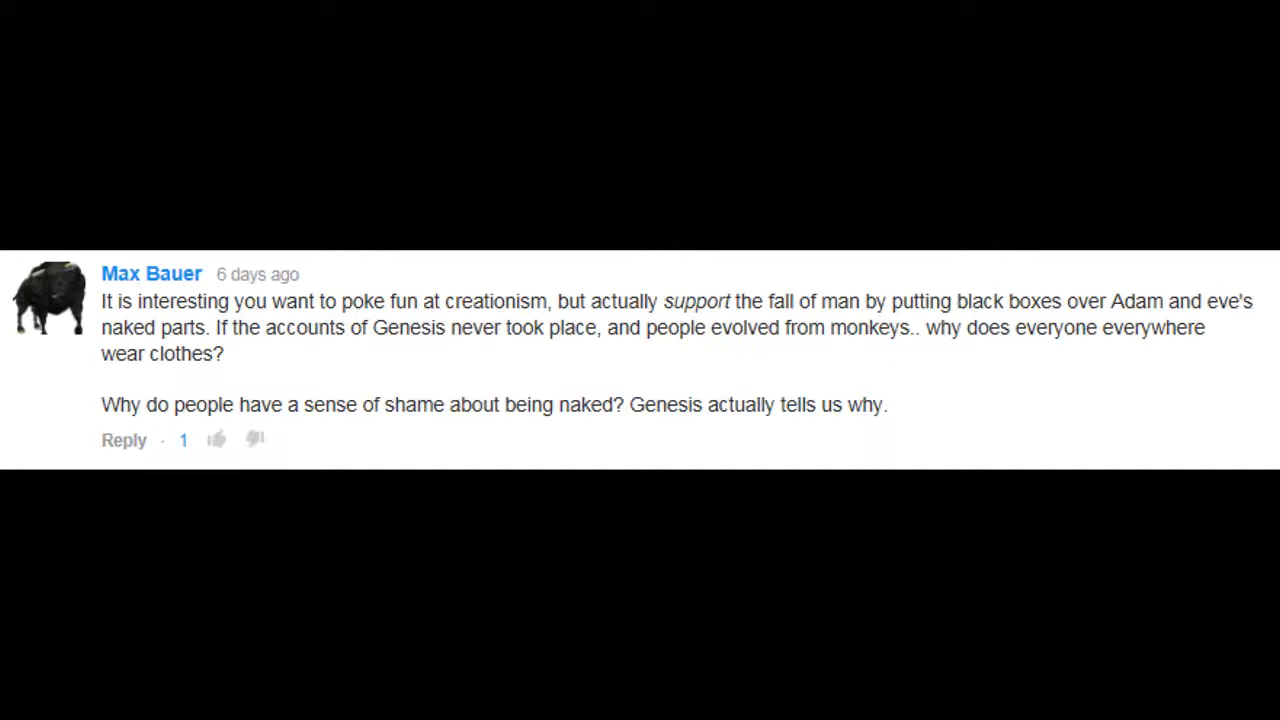 Max Bauer 6 days ago
It is interesting you want to poke fun at creationism, but actually support the fall of man by putting black boxes over Adam and eve's
naked parts. If the accounts of Genesis never took place, and people evolved from monkeys.. why does everyone everywhere
wear clothes?
Why do people have a sense of shame about being naked? Genesis actually tells us why.
Reply · 1